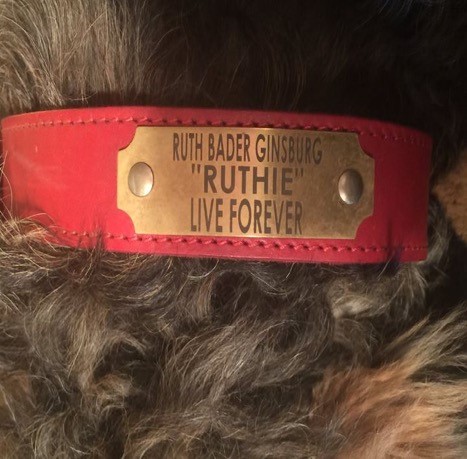 RUTH BADER GINSBURG
"RUTHIE"
LIVE FOREVER